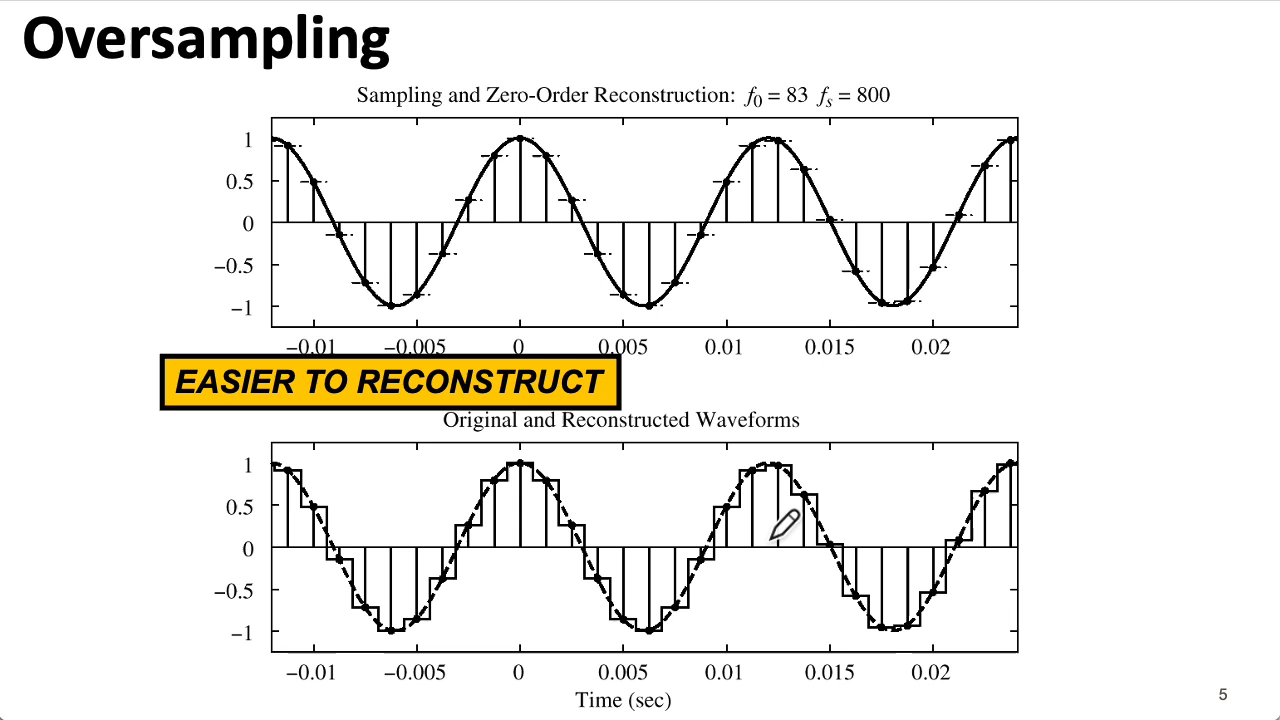 Oversampling
Sampling and Zero-Order Reconstruction: f0 = 83 fs = 800
1
0.5
0
−0.5
−1
−0.01 −0.005 0 0.005 0.01 0.015 0.02
EASIER TO RECONSTRUCT
Original and Reconstructed Waveforms
1
0.5
0
−0.5
−1
−0.01 −0.005 0 0.005 0.01 0.015 0.02
Time (sec)
5